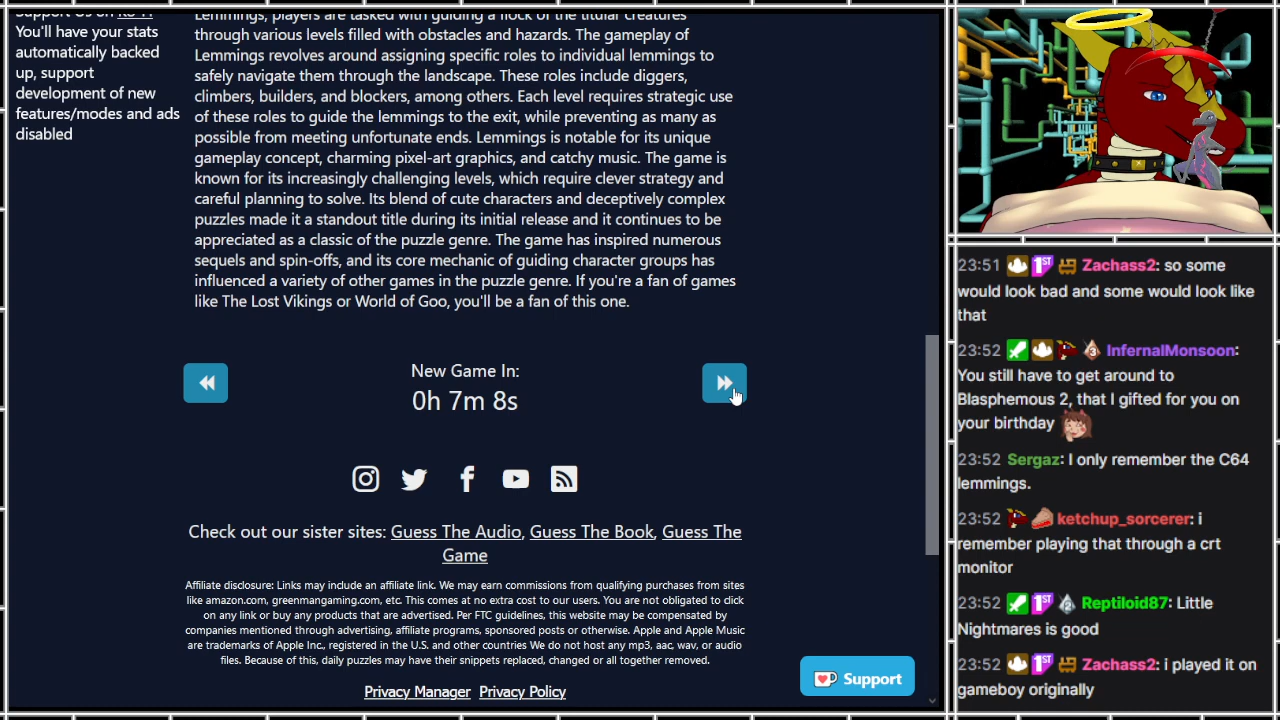 Support Us on Ko-fi
You'll have your stats
automatically backed
up, support
development of new
features/modes and ads
disabled
Lemmings, players are tasked with guiding a flock of the titular creatures
through various levels filled with obstacles and hazards. The gameplay of
Lemmings revolves around assigning specific roles to individual lemmings to
safely navigate them through the landscape. These roles include diggers,
climbers, builders, and blockers, among others. Each level requires strategic use
of these roles to guide the lemmings to the exit, while preventing as many as
possible from meeting unfortunate ends. Lemmings is notable for its unique
gameplay concept, charming pixel-art graphics, and catchy music. The game is
known for its increasingly challenging levels, which require clever strategy and
careful planning to solve. Its blend of cute characters and deceptively complex
puzzles made it a standout title during its initial release and it continues to be
appreciated as a classic of the puzzle genre. The game has inspired numerous
sequels and spin-offs, and its core mechanic of guiding character groups has
influenced a variety of other games in the puzzle genre. If you're a fan of games
like The Lost Vikings or World of Goo, you'll be a fan of this one.
New Game In:
0h 7m 8s
Check out our sister sites: Guess The Audio, Guess The Book, Guess The
Game
Affiliate disclosure: Links may include an affiliate link. We may earn commissions from qualifying purchases from sites
like amazon.com, greenmangaming.com, etc. This comes at no extra cost to our users. You are not obligated to click
on any link or buy any products that are advertised. Per FTC guidelines, this website may be compensated by
companies mentioned through advertising, affiliate programs, sponsored posts or otherwise. Apple and Apple Music
are trademarks of Apple Inc., registered in the U.S. and other countries We do not host any mp3, aac, wav, or audio
files. Because of this, daily puzzles may have their snippets replaced, changed or all together removed.
Support
Privacy Manager Privacy Policy
23:51 Zachass2: so some
would look bad and some would look like
that
23:52 InfernalMonsoon:
You still have to get around to
Blasphemous 2, that I gifted for you on
your birthday
23:52 Sergaz: I only remember the C64
lemmings.
23:52 ketchup_sorcerer: i
remember playing that through a crt
monitor
23:52 Reptiloid87: Little
Nightmares is good
23:52 Zachass2: i played it on
gameboy originally